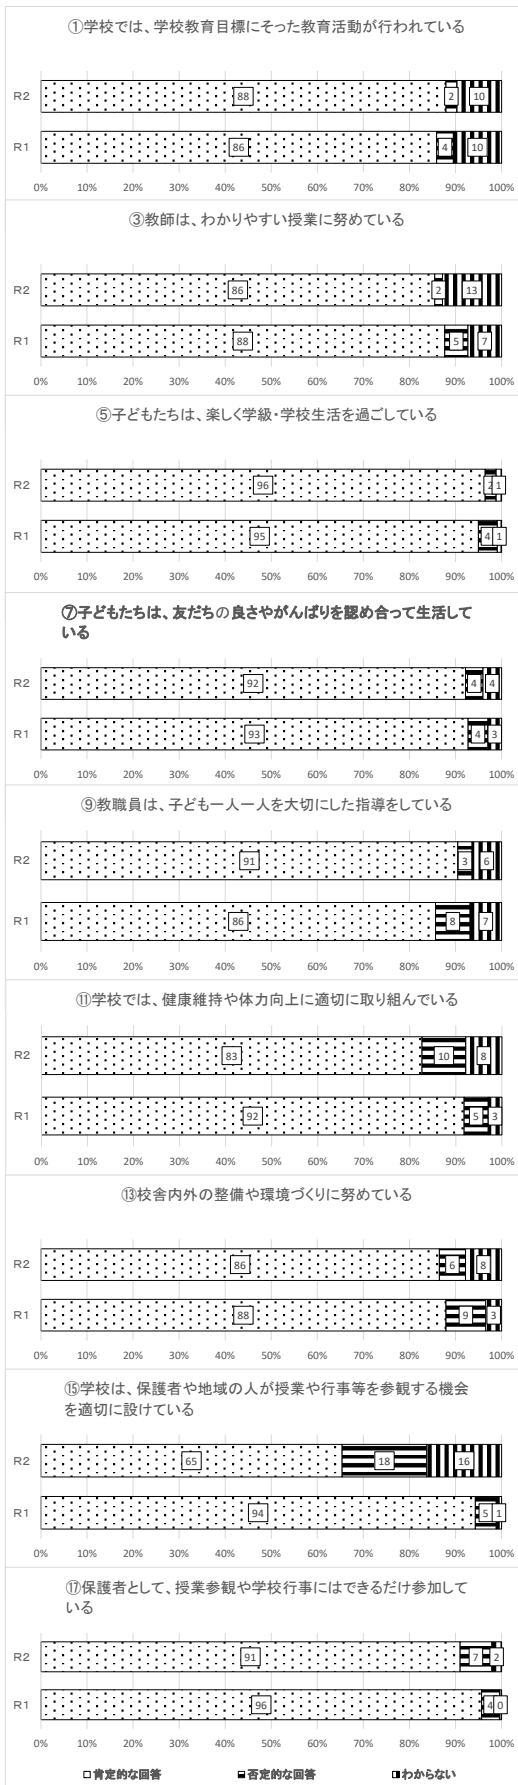 ①学校では、学校教育目標にそった教育活動が行われている
R2
88
2
10
R1
86
4
10
0% 10% 20% 30% 40% 50% 60% 70% 80% 90% 100%
③教師は、わかりやすい授業に努めている
R2
86
2
13
R1
88
5
7
0% 10% 20% 30% 40% 50% 60% 70% 80% 90% 100%
⑤子どもたちは、楽しく学級・学校生活を過ごしている
R2
96
2
1
R1
95
4
1
0% 10% 20% 30% 40% 50% 60% 70% 80% 90% 100%
⑦子どもたちは、友だちの良さやがんばりを認め合って生活して
いる
R2
92
4
4
R1
93
4
3
0% 10% 20% 30% 40% 50% 60% 70% 80% 90% 100%
⑨教職員は、子ども一人一人を大切にした指導をしている
R2
91
3
6
R1
86
8
7
0% 10% 20% 30% 40% 50% 60% 70% 80% 90% 100%
⑪学校では、健康維持や体力向上に適切に取り組んでいる
R2
83
10
8
R1
92
5
3
0% 10% 20% 30% 40% 50% 60% 70% 80% 90% 100%
⑬校舎内外の整備や環境づくりに努めている
R2
86
6
8
R1
88
9
3
0% 10% 20% 30% 40% 50% 60% 70% 80% 90% 100%
⑮学校は、保護者や地域の人が授業や行事等を参観する機会
を適切に設けている
R2
65
18
16
R1
94
5
1
0% 10% 20% 30% 40% 50% 60% 70% 80% 90% 100%
⑰保護者として、授業参観や学校行事にはできるだけ参加して
いる
R2
91
7
2
R1
96
4
0
0% 10% 20% 30% 40% 50% 60% 70% 80% 90% 100%
肯定的な回答 否定的な回答 わからない